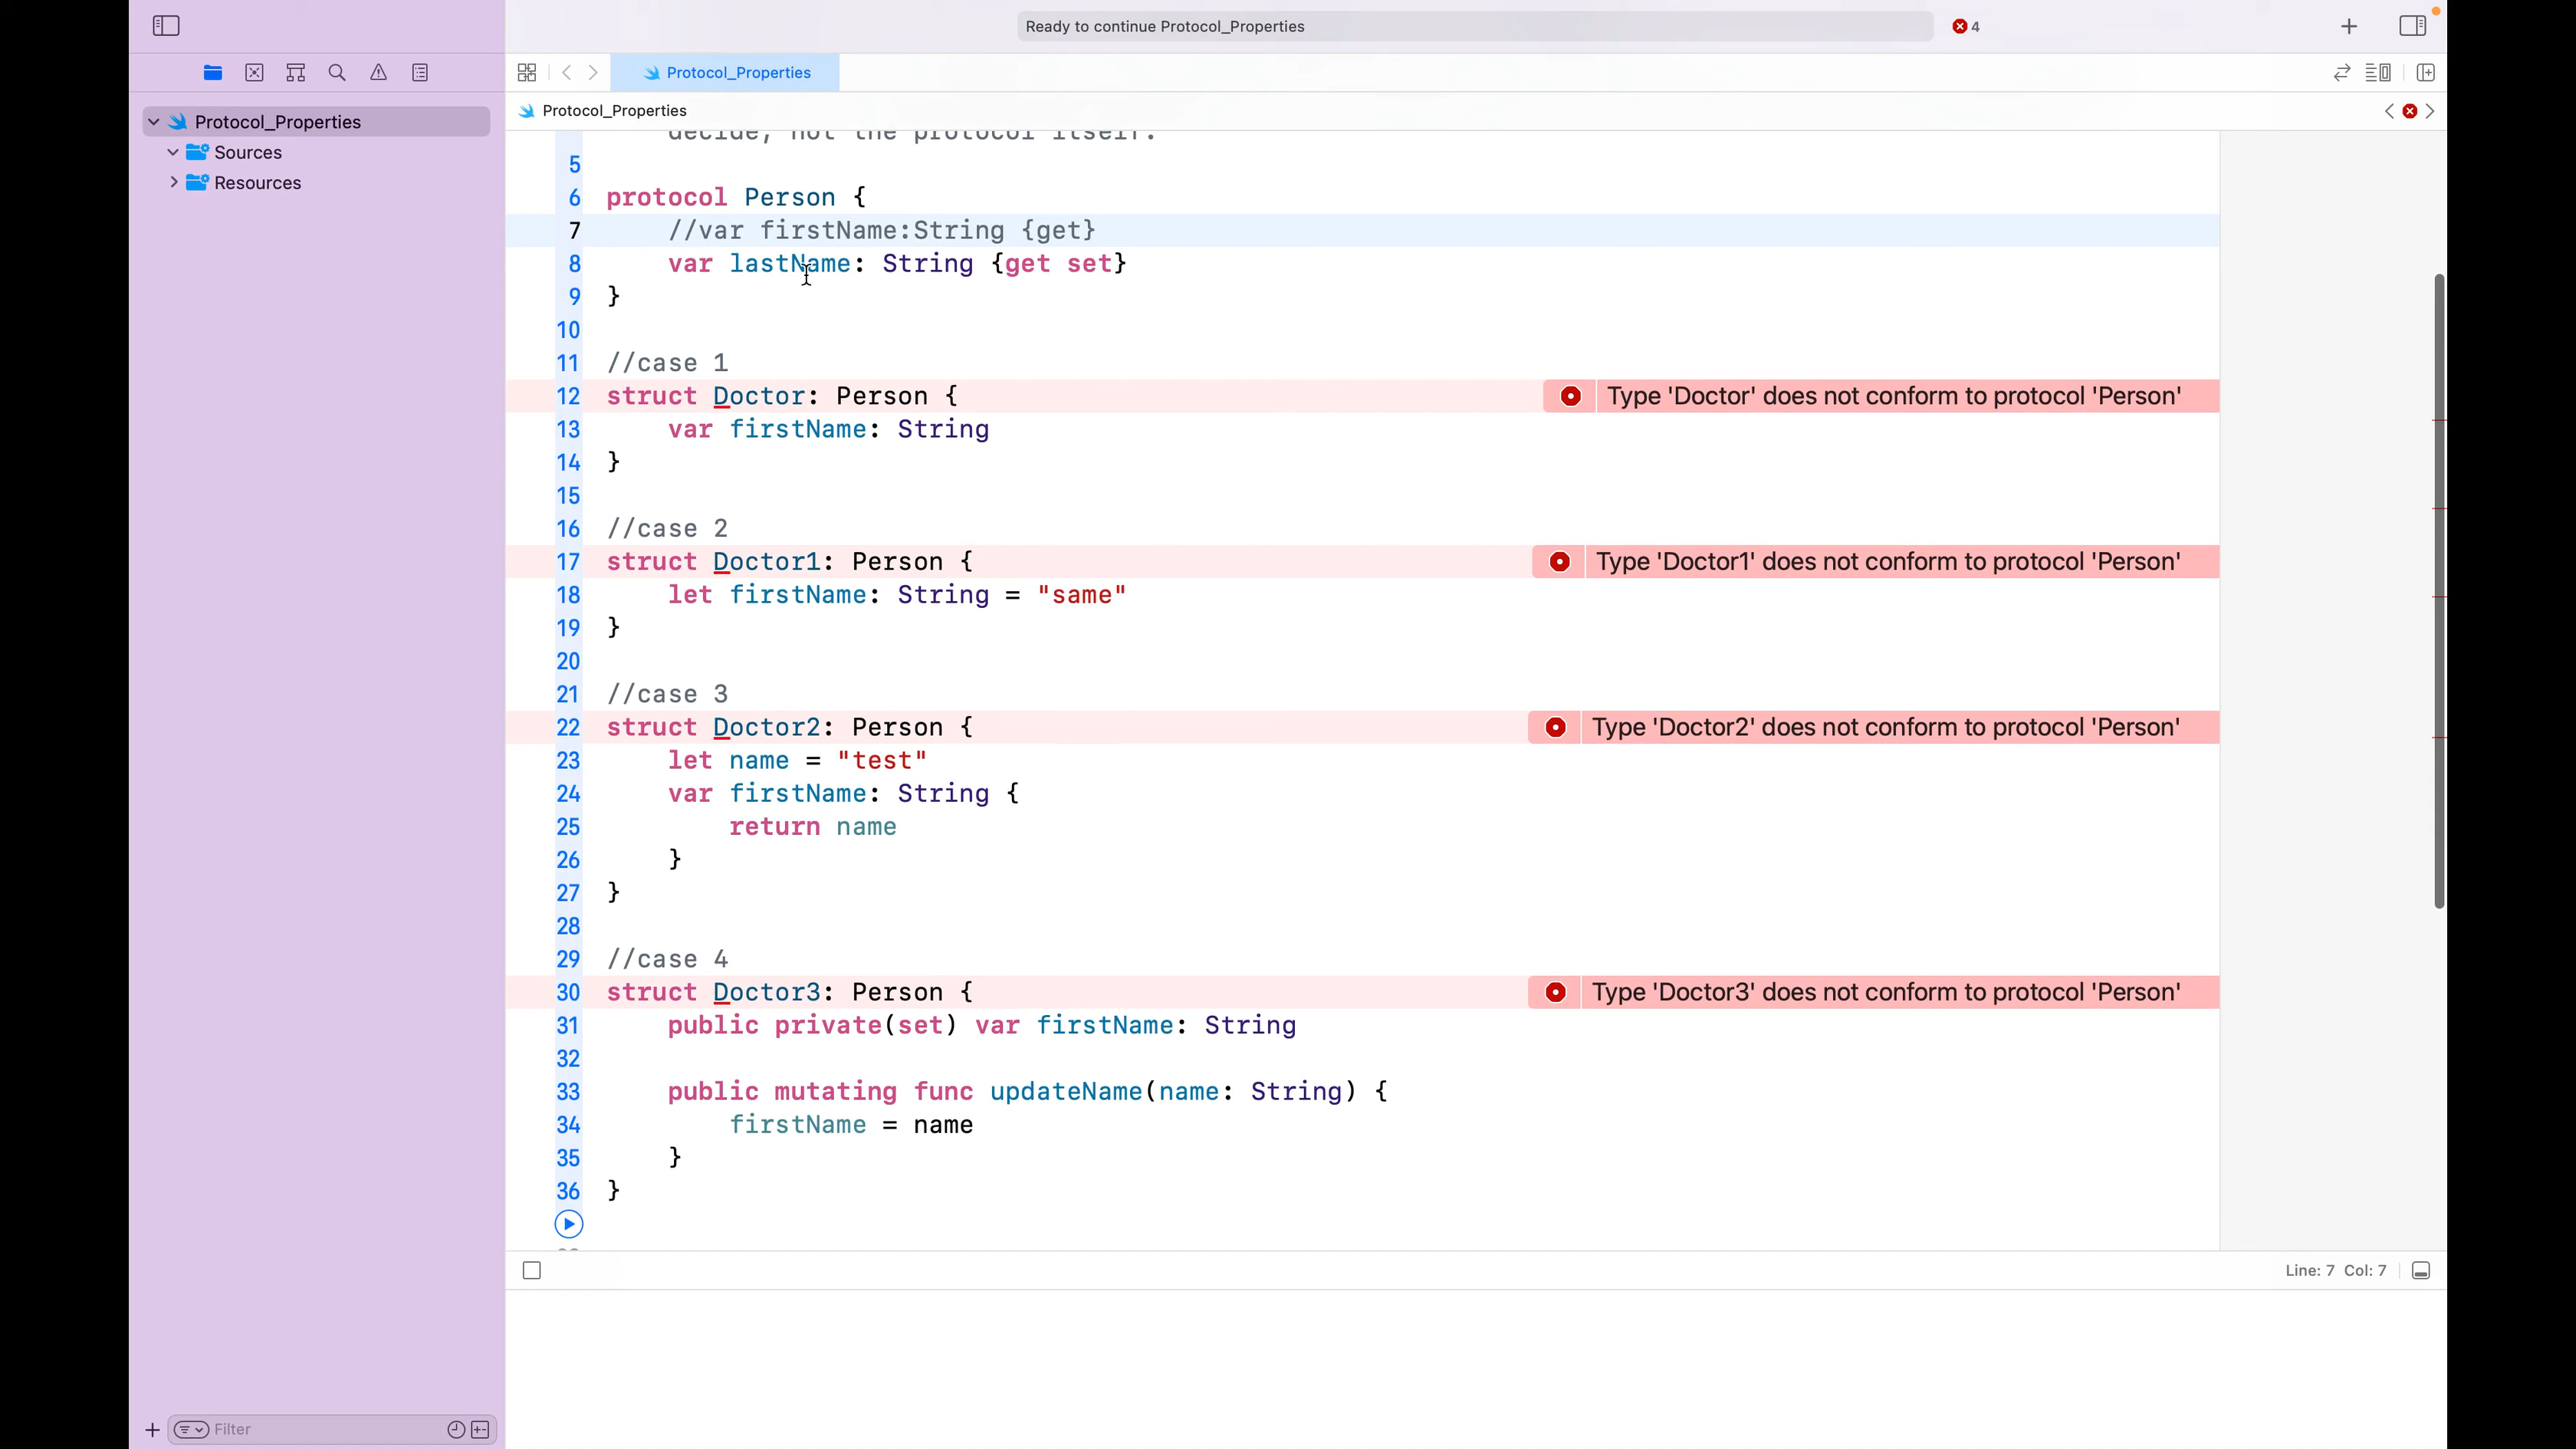 Ready to continue Protocol_Properties
4
Protocol_Properties
Protocol_Properties
Protocol_Properties
Sources
Resources
decide, not the protocol itself.
5
6 protocol Person {
7 //var firstName:String {get}
8 var lastName: String {get set}
9 }
10
11 //case 1
12 struct Doctor: Person { Type 'Doctor' does not conform to protocol 'Person'
13 var firstName: String
14 }
15
16 //case 2
17 struct Doctor1: Person { Type 'Doctor1' does not conform to protocol 'Person'
18 let firstName: String = "same"
19 }
20
21 //case 3
22 struct Doctor2: Person { Type 'Doctor2' does not conform to protocol 'Person'
23 let name = "test"
24 var firstName: String {
25 return name
26 }
27 }
28
29 //case 4
30 struct Doctor3: Person { Type 'Doctor3' does not conform to protocol 'Person'
31 public private(set) var firstName: String
32
33 public mutating func updateName(name: String) {
34 firstName = name
35 }
36 }
Line: 7 Col: 7
Filter